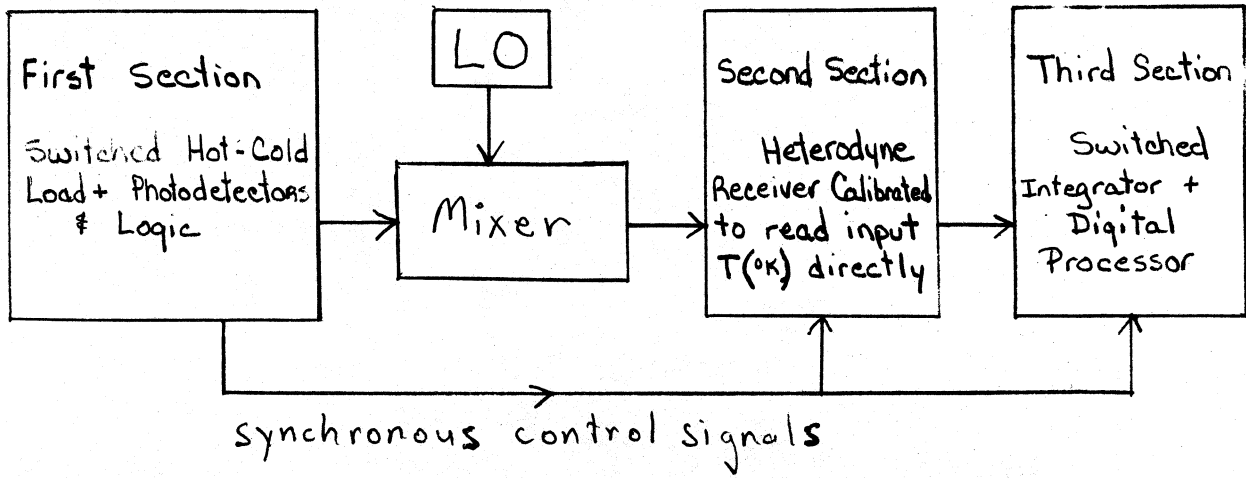 First Section
Switched Hot-Cold
Load + Photodetectors
& Logic
LO
Mixer
Second Section
Heterodyne
Receiver Calibrated
to read input
T(°K) directly
Third Section
Switched
Integrator +
Digital
Processor
synchronous control signals